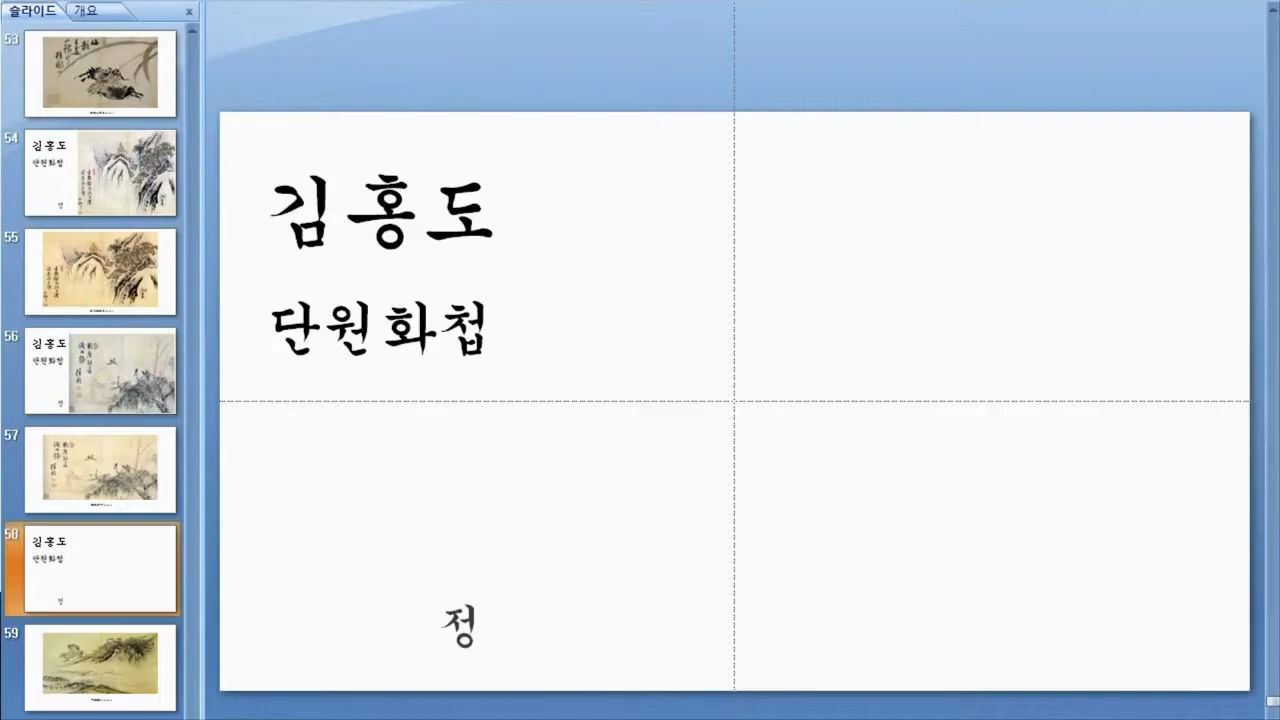 슬라이드 개요 x
53
54
김홍도
단원화첩
정
55
56
김홍도
단원화첩
정
57
58
김홍도
단원화첩
정
59
김홍도
단원화첩
정